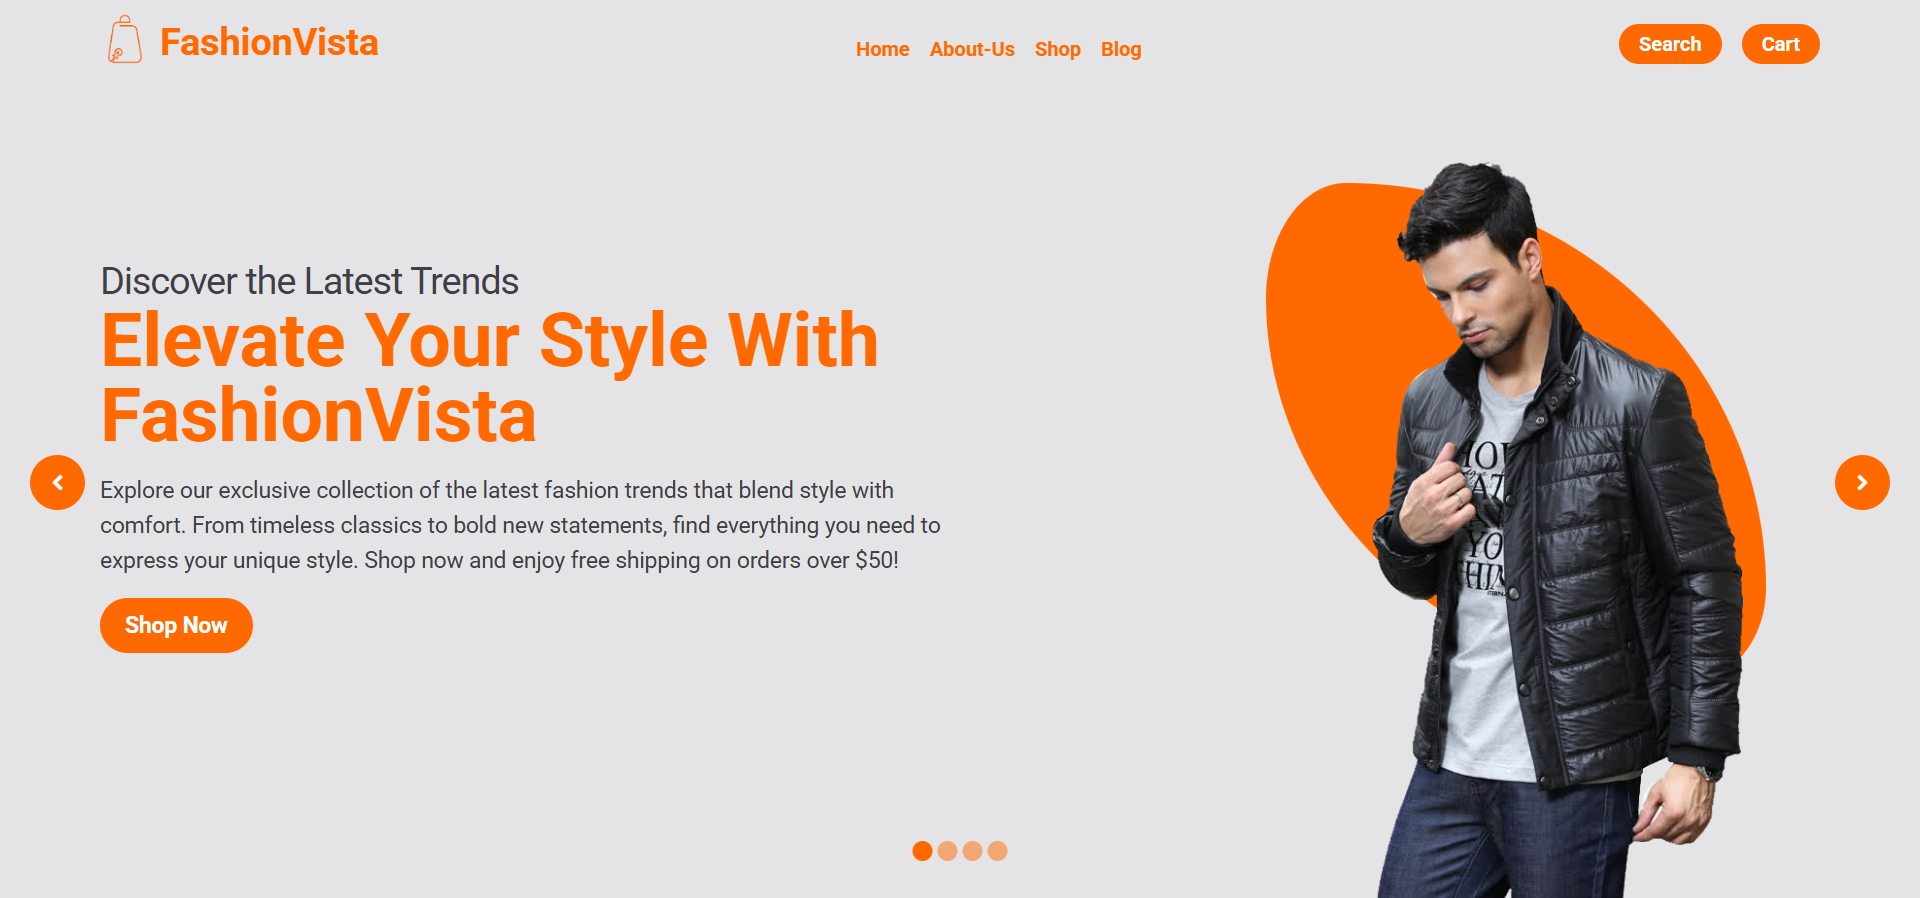 FashionVista
Home About-Us Shop Blog
Search Cart
Discover the Latest Trends
Elevate Your Style With
FashionVista
Explore our exclusive collection of the latest fashion trends that blend style with
comfort. From timeless classics to bold new statements, find everything you need to
express your unique style. Shop now and enjoy free shipping on orders over $50!
Shop Now